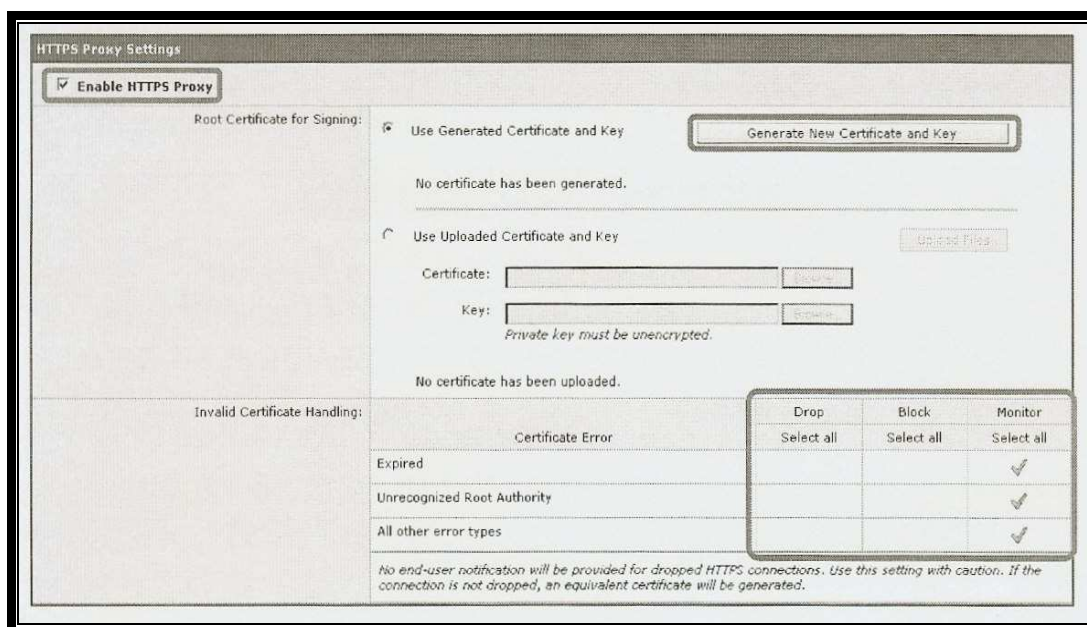 HTTPS Proxy Settings
Enable HTTPS Proxy
Root Certificate for Signing:
Use Generated Certificate and Key
Generate New Certificate and Key
No certificate has been generated.
Use Uploaded Certificate and Key
Upload Files
Certificate:
Browse...
Key:
Browse...
Private key must be unencrypted.
No certificate has been uploaded.
Invalid Certificate Handling:
Drop Block Monitor
Certificate Error Select all Select all Select all
Expired
Unrecognized Root Authority
All other error types
No end-user notification will be provided for dropped HTTPS connections. Use this setting with caution. If the
connection is not dropped, an equivalent certificate will be generated.